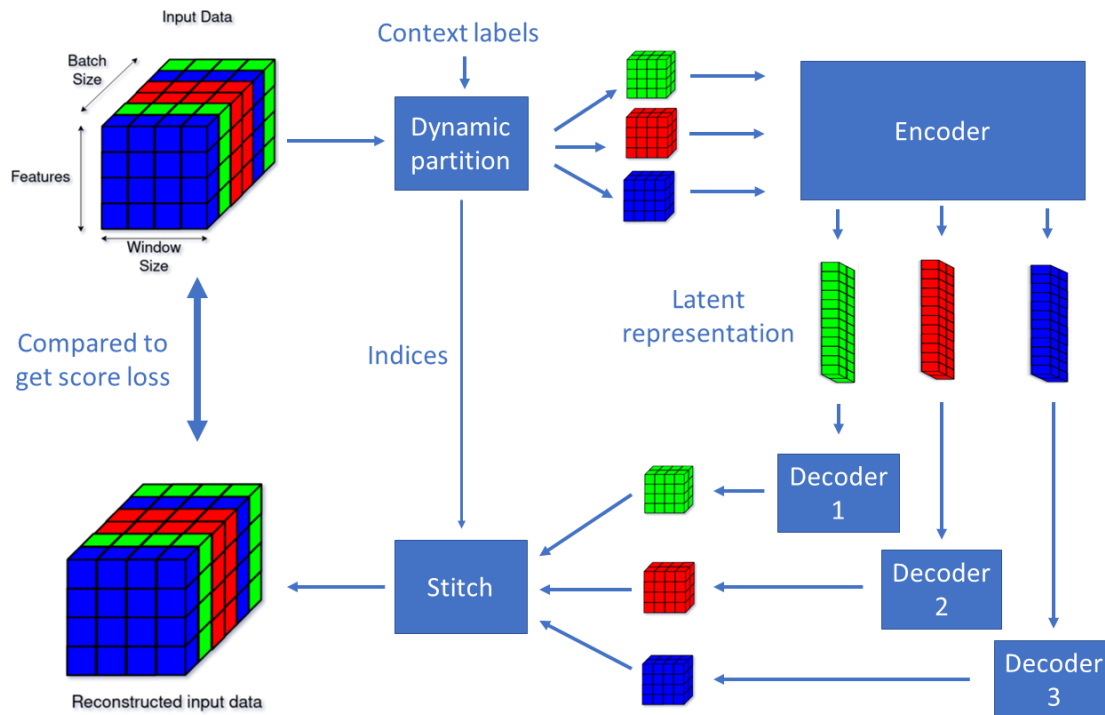 Input Data
Batch
Size
Features
Window
Size
Context labels
Dynamic
partition
Encoder
Compared to
get score loss
Indices
Latent
representation
Decoder
1
Decoder
2
Decoder
3
Stitch
Reconstructed input data